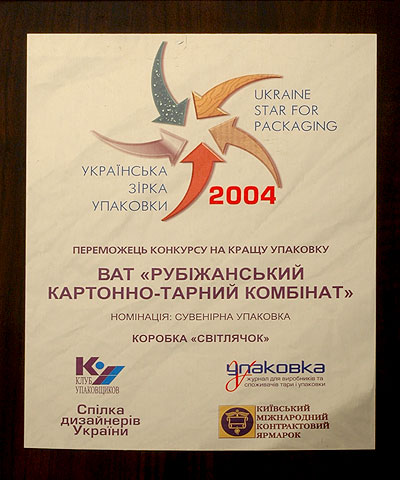 UKRAINE
STAR FOR
PACKAGING
УКРАЇНСЬКА
ЗІРКА
УПАКОВКИ
2004
ПЕРЕМОЖЕЦЬ КОНКУРСУ НА КРАЩУ УПАКОВКУ
ВАТ «РУБІЖАНСЬКИЙ
КАРТОННО-ТАРНИЙ КОМБІНАТ»
НОМІНАЦІЯ: СУВЕНІРНА УПАКОВКА
КОРОБКА «СВІТЛЯЧОК»
КУ
КЛУБ
УПАКОВЩИКОВ
Упаковка
журнал для виробників та
споживачів тари і упаковки
Спілка
дизайнерів
України
КИЇВСЬКИЙ
МІЖНАРОДНИЙ
КОНТРАКТОВИЙ
ЯРМАРОК